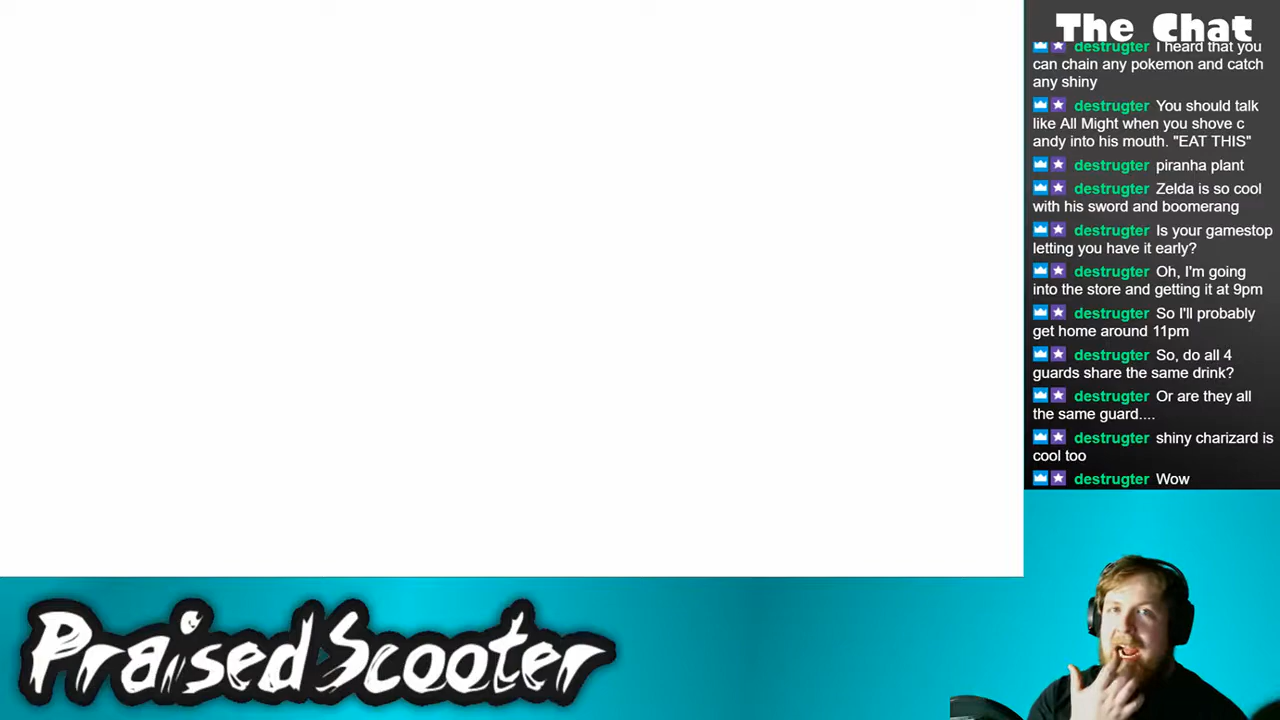 The Chat
destrugter I heard that you
can chain any pokemon and catch
any shiny
destrugter You should talk
like All Might when you shove c
andy into his mouth. "EAT THIS"
destrugter piranha plant
destrugter Zelda is so cool
with his sword and boomerang
destrugter Is your gamestop
letting you have it early?
destrugter Oh, I'm going
into the store and getting it at 9pm
destrugter So I'll probably
get home around 11pm
destrugter So, do all 4
guards share the same drink?
destrugter Or are they all
the same guard....
destrugter shiny charizard is
cool too
destrugter Wow
PraisedScooter